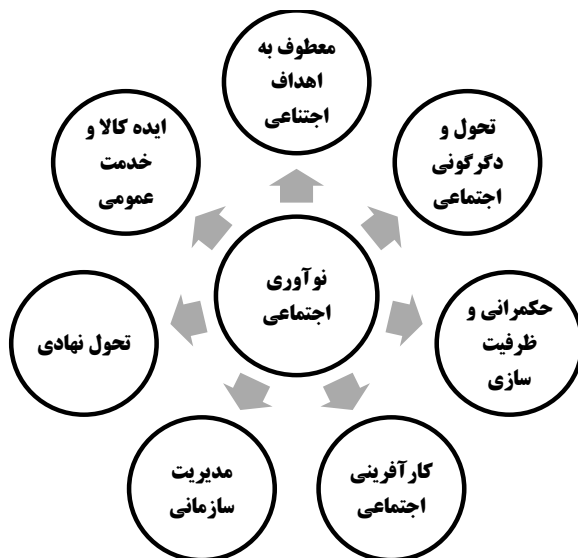 معطوف به
اهداف
اجتناعی
تحول و
دگرگونی
اجتماعی
حکمرانی و
ظرفیت
سازی
کارآفرینی
اجتماعی
مدیریت
سازمانی
تحول نهادی
ایده کالا و
خدمت
عمومی
نوآوری
اجتماعی